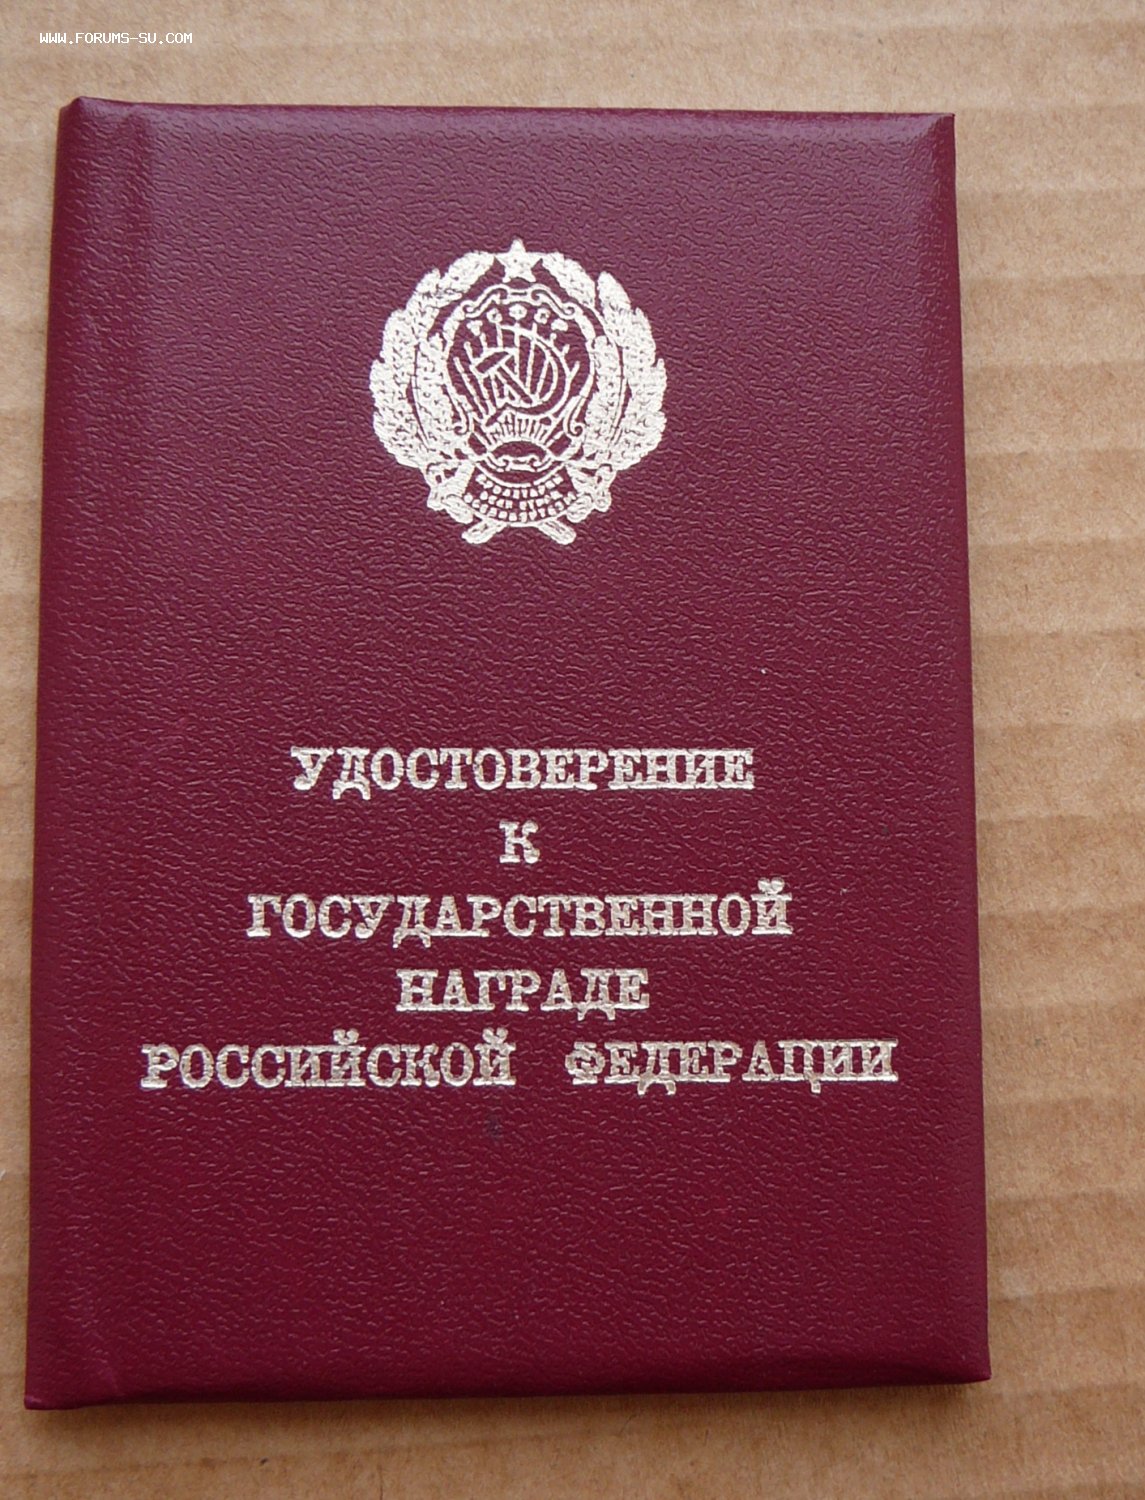 WWW.FORUMS-SU.COM
УДОСТОВЕРЕНИЕ
К
ГОСУДАРСТВЕННОЙ
НАГРАДЕ
РОССИЙСКОЙ ФЕДЕРАЦИИ